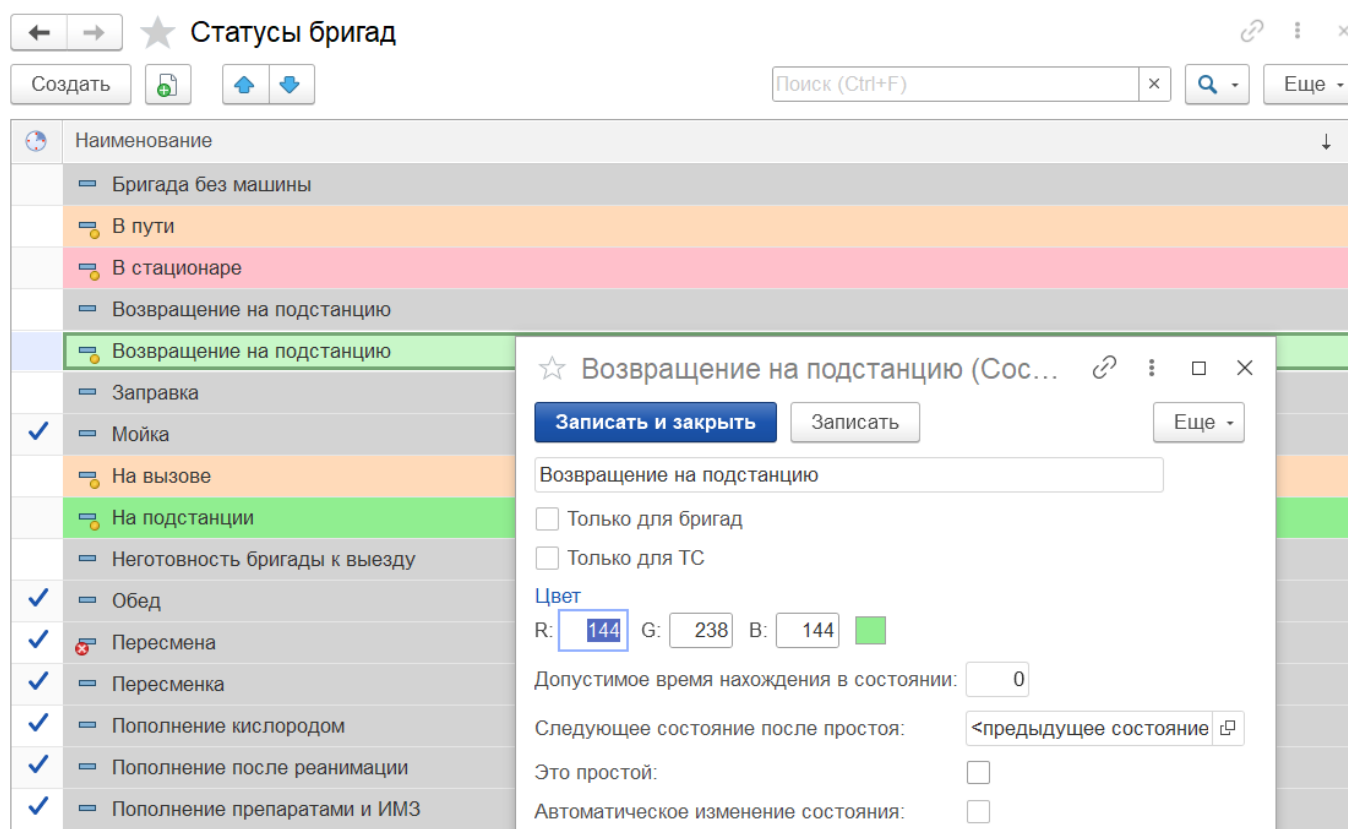 Статусы бригад
Создать
Поиск (Ctrl+F)
Еще
Наименование
Бригада без машины
В пути
В стационаре
Возвращение на подстанцию
Возвращение на подстанцию
Заправка
Мойка
На вызове
На подстанции
Неготовность бригады к выезду
Обед
Пересмена
Пересменка
Пополнение кислородом
Пополнение после реанимации
Пополнение препаратами и ИМЗ
Возвращение на подстанцию (Сос...
Записать и закрыть
Записать
Еще
Возвращение на подстанцию
Только для бригад
Только для ТС
Цвет
R: 144 G: 238 B: 144
Допустимое время нахождения в состоянии: 0
Следующее состояние после простоя: <предыдущее состояние
Это простой:
Автоматическое изменение состояния: